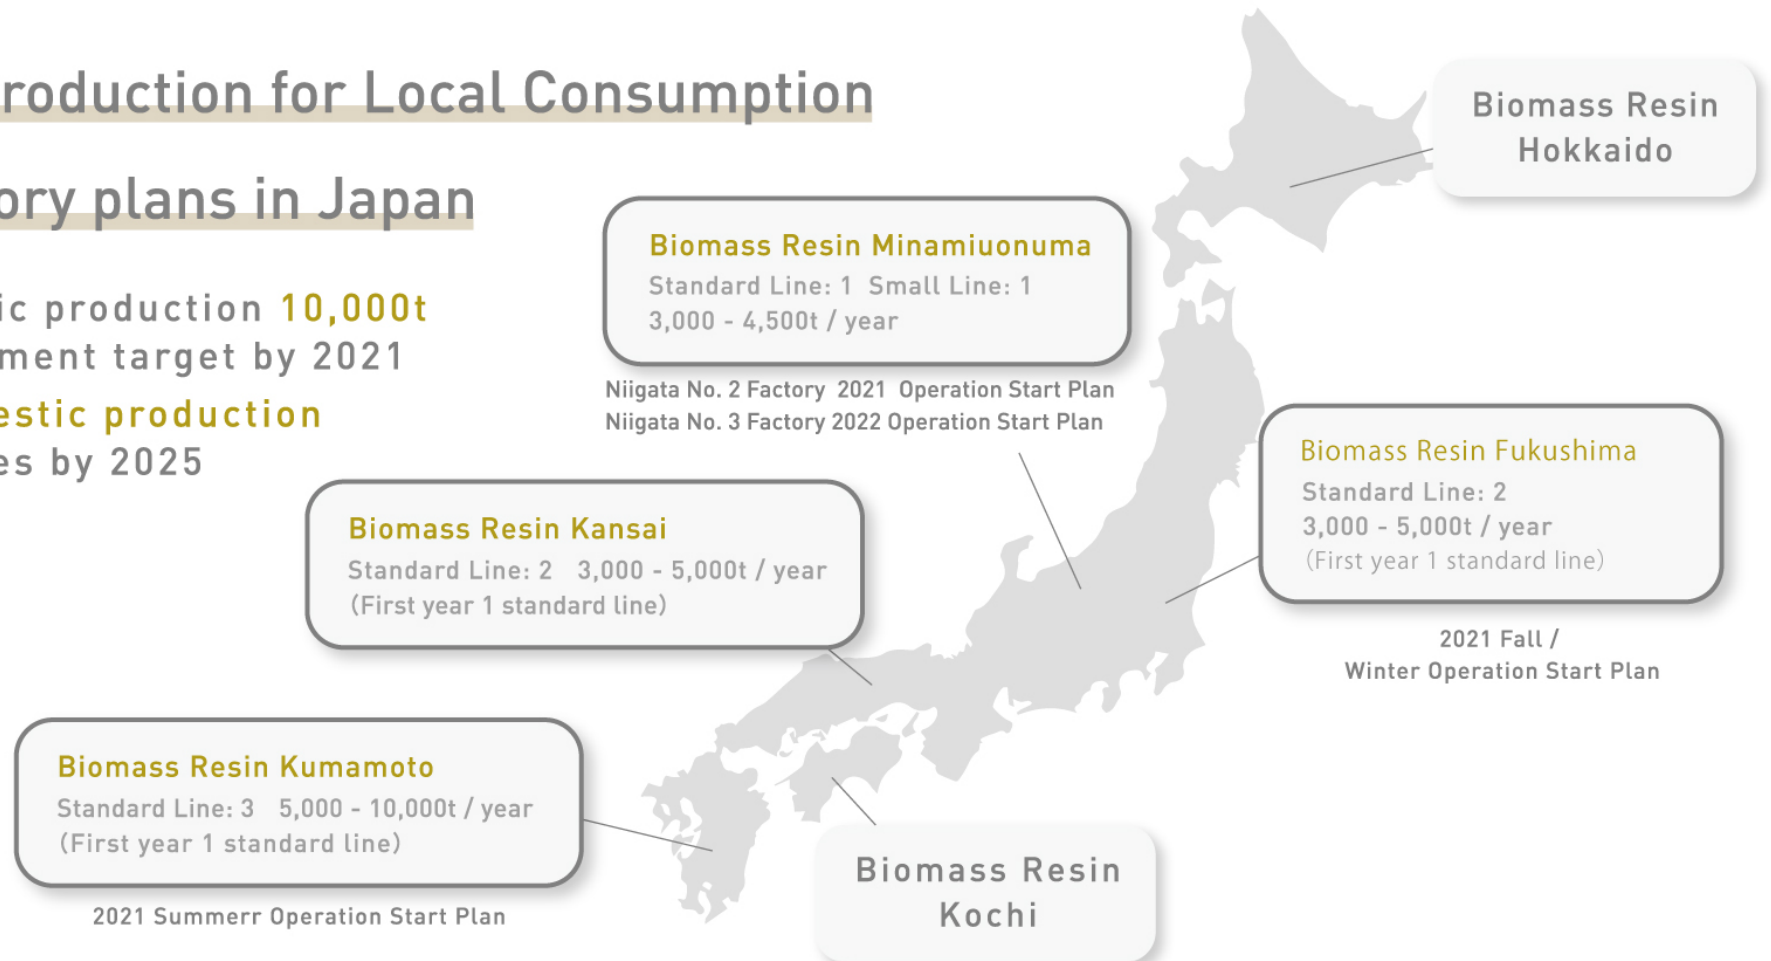 roduction for Local Consumption
ory plans in Japan
ic production 10,000t
ment target by 2021
estic production
es by 2025
Biomass Resin
Hokkaido
Biomass Resin Minamiuonuma
Standard Line: 1 Small Line: 1
3,000 - 4,500t / year
Niigata No. 2 Factory 2021 Operation Start Plan
Niigata No. 3 Factory 2022 Operation Start Plan
Biomass Resin Fukushima
Standard Line: 2
3,000 - 5,000t / year
(First year 1 standard line)
2021 Fall /
Winter Operation Start Plan
Biomass Resin Kansai
Standard Line: 2 3,000 - 5,000t / year
(First year 1 standard line)
Biomass Resin Kumamoto
Standard Line: 3 5,000 - 10,000t / year
(First year 1 standard line)
2021 Summerr Operation Start Plan
Biomass Resin
Kochi